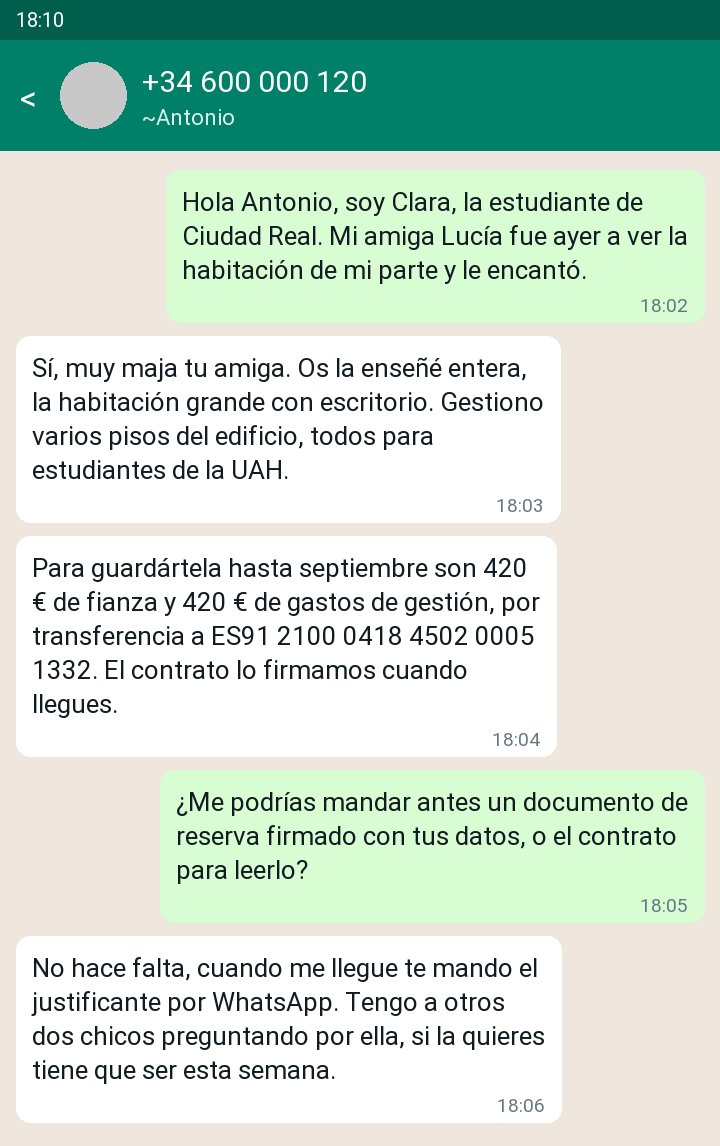 18:10
<
+34 600 000 120
~Antonio
Hola Antonio, soy Clara, la estudiante de
Ciudad Real. Mi amiga Lucía fue ayer a ver la
habitación de mi parte y le encantó.
18:02
Sí, muy maja tu amiga. Os la enseñé entera,
la habitación grande con escritorio. Gestiono
varios pisos del edificio, todos para
estudiantes de la UAH.
18:03
Para guardártela hasta septiembre son 420
€ de fianza y 420 € de gastos de gestión, por
transferencia a ES91 2100 0418 4502 0005
1332. El contrato lo firmamos cuando
llegues.
18:04
¿Me podrías mandar antes un documento de
reserva firmado con tus datos, o el contrato
para leerlo?
18:05
No hace falta, cuando me llegue te mando el
justificante por WhatsApp. Tengo a otros
dos chicos preguntando por ella, si la quieres
tiene que ser esta semana.
18:06